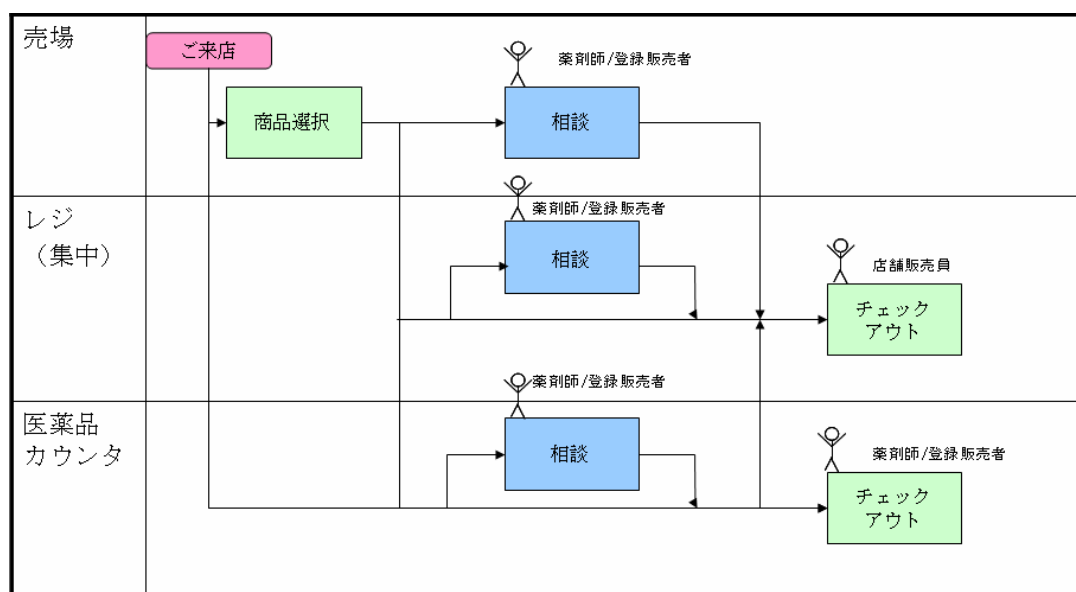 売場
ご来店
薬剤師/登録販売者
商品選択
相談
レジ
（集中）
薬剤師/登録販売者
相談
店舗販売員
チェック
アウト
薬剤師/登録販売者
医薬品
カウンタ
相談
薬剤師/登録販売者
チェック
アウト